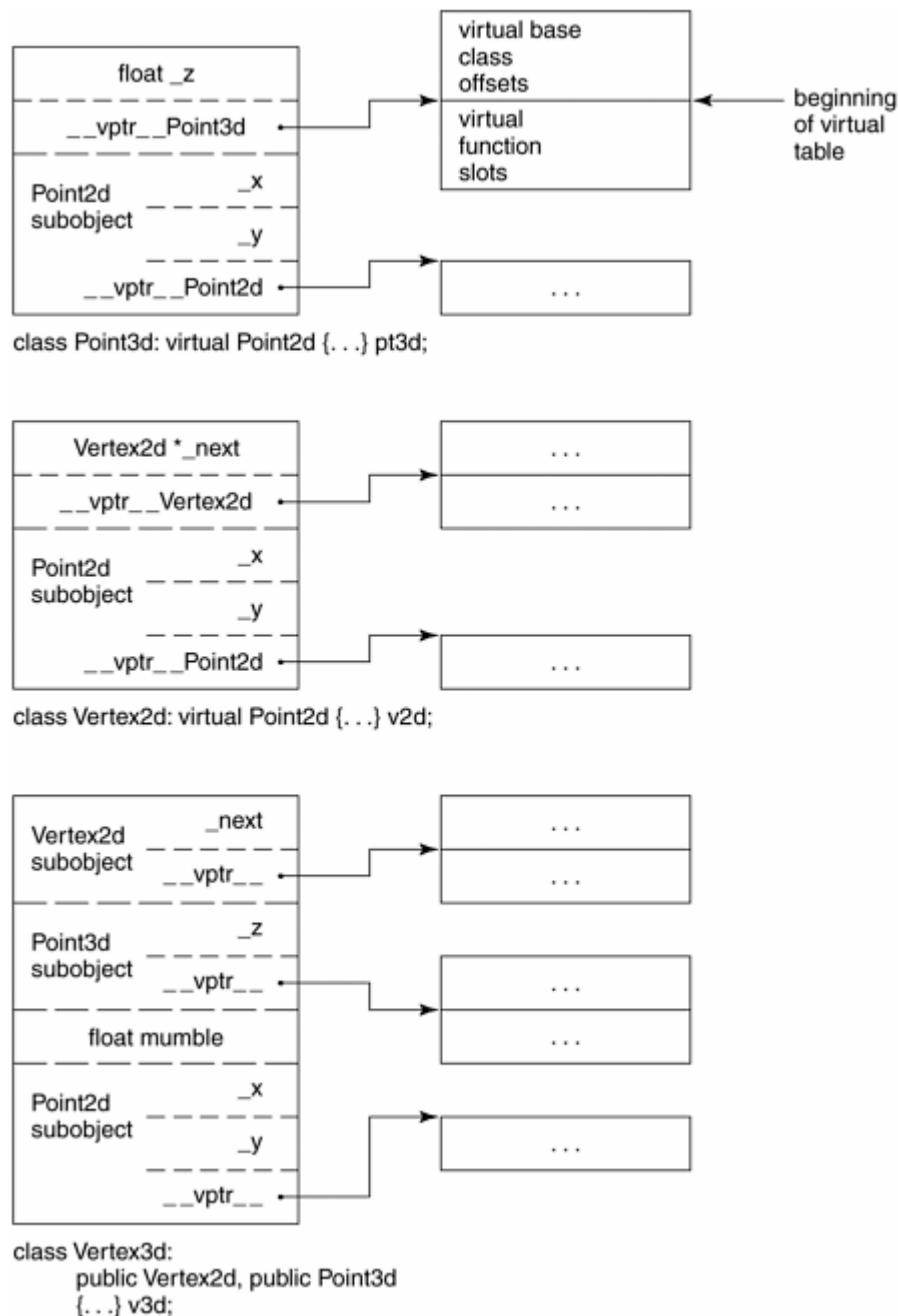 float _z
__vptr__Point3d
Point2d
subobject
_x
_y
__vptr__Point2d
virtual base
class
offsets
virtual
function
slots
beginning
of virtual
table
. . .
class Point3d: virtual Point2d {. . .} pt3d;
Vertex2d *_next
__vptr__Vertex2d
Point2d
subobject
_x
_y
__vptr__Point2d
. . .
. . .
. . .
class Vertex2d: virtual Point2d {. . .} v2d;
Vertex2d
subobject
_next
__vptr__
Point3d
subobject
_z
__vptr__
float mumble
Point2d
subobject
_x
_y
__vptr__
. . .
. . .
. . .
. . .
. . .
class Vertex3d:
public Vertex2d, public Point3d
{. . .} v3d;